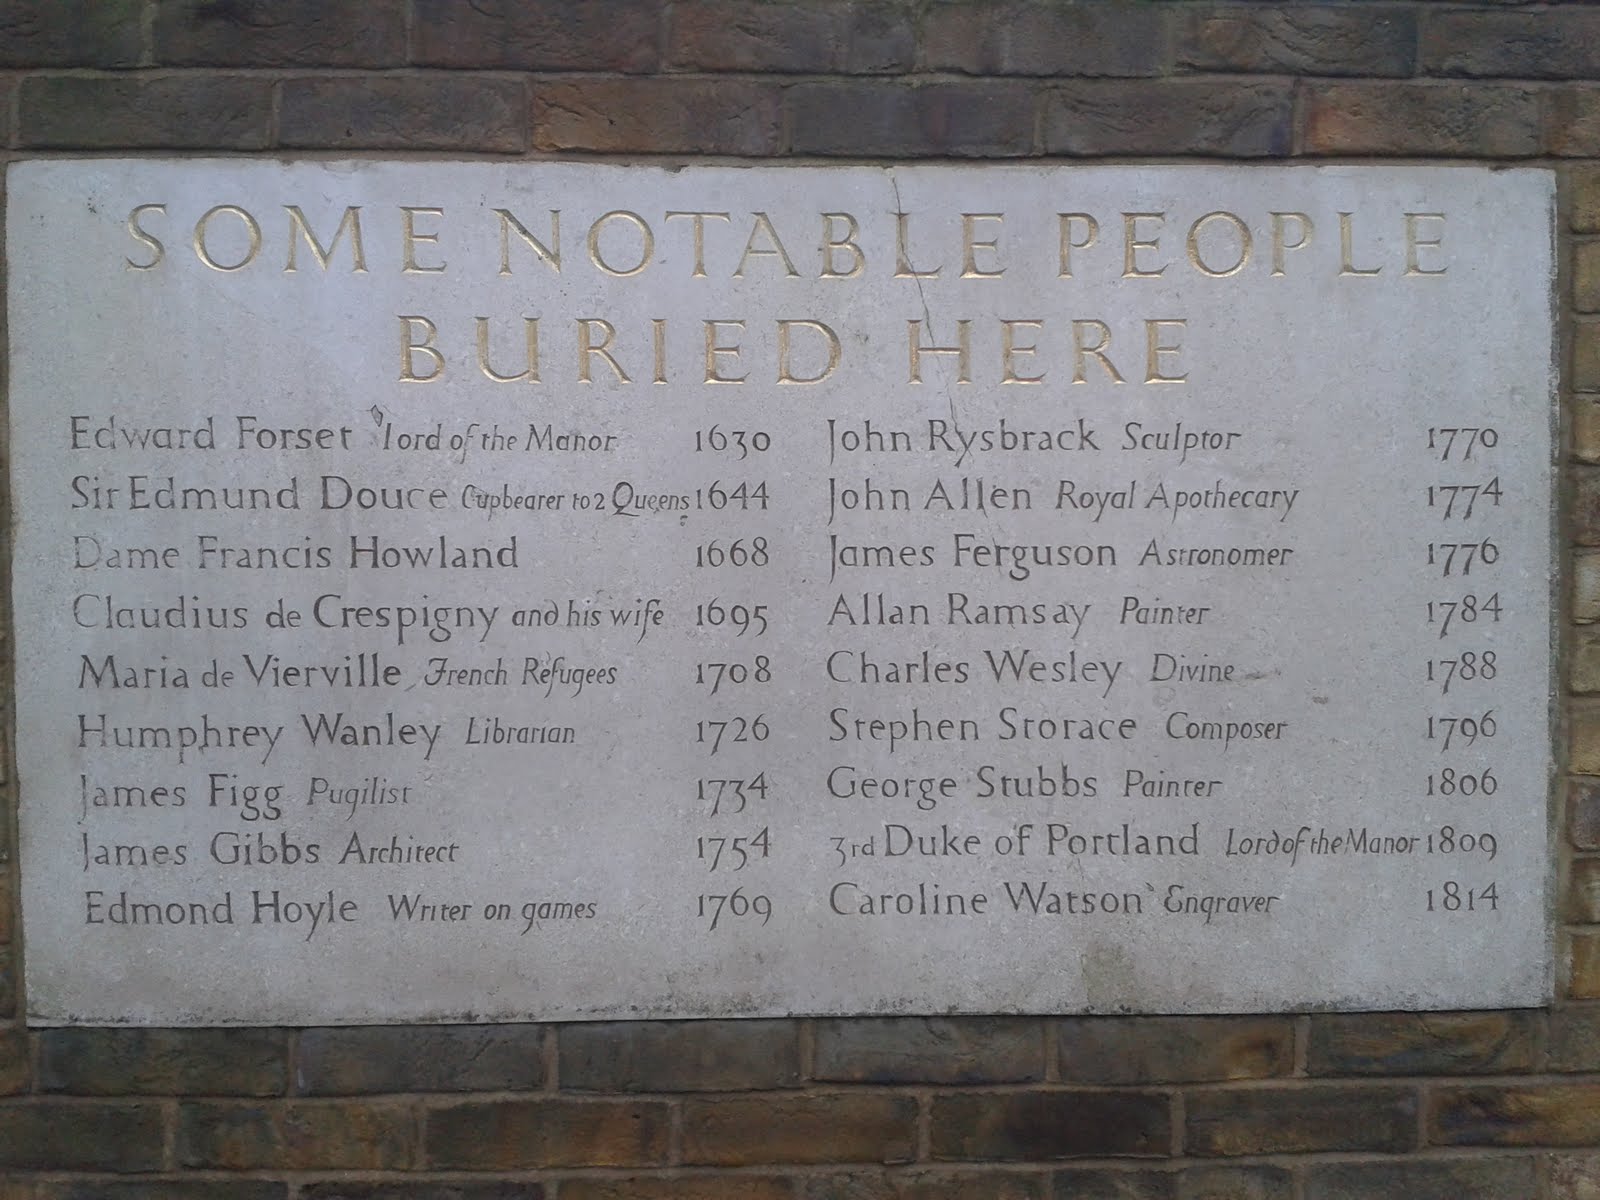 SOME NOTABLE PEOPLE
BURIED HERE
Edward Forset lord of the Manor 1630
Sir Edmund Douce Cupbearer to 2 Queens 1644
Dame Francis Howland 1668
Claudius de Crespigny and his wife 1695
Maria de Vierville, French Refugees 1708
Humphrey Wanley Librarian 1726
James Figg Pugilist 1734
James Gibbs Architect 1754
Edmond Hoyle Writer on games 1769
John Rysbrack Sculptor 1770
John Allen Royal Apothecary 1774
James Ferguson Astronomer 1776
Allan Ramsay Painter 1784
Charles Wesley Divine 1788
Stephen Storace Composer 1796
George Stubbs Painter 1806
3rd Duke of Portland Lord of the Manor 1809
Caroline Watson Engraver 1814